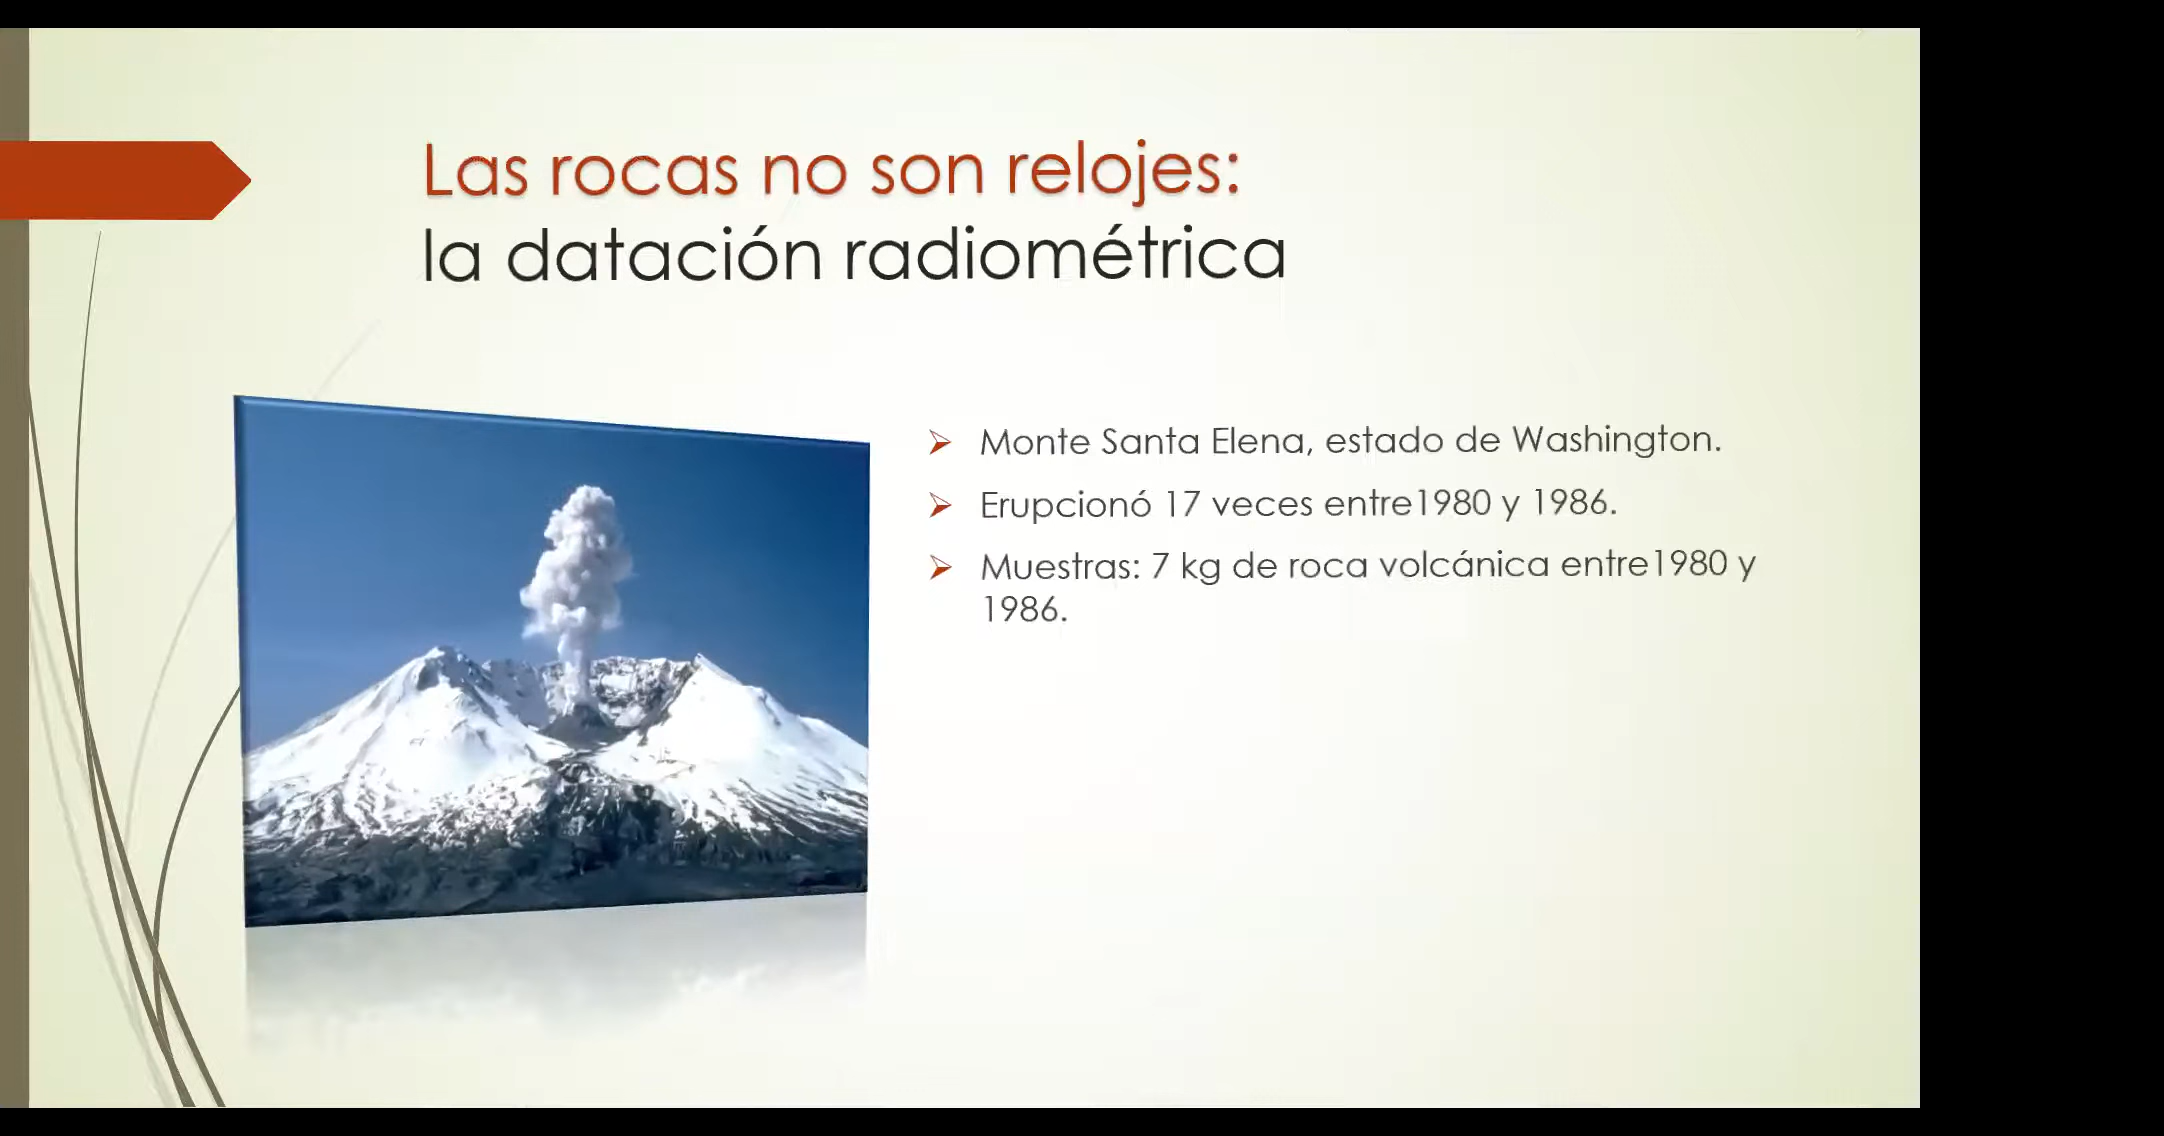 Las rocas no son relojes:
la datación radiométrica
Monte Santa Elena, estado de Washington.
Erupcionó 17 veces entre1980 y 1986.
Muestras: 7 kg de roca volcánica entre1980 y
1986.